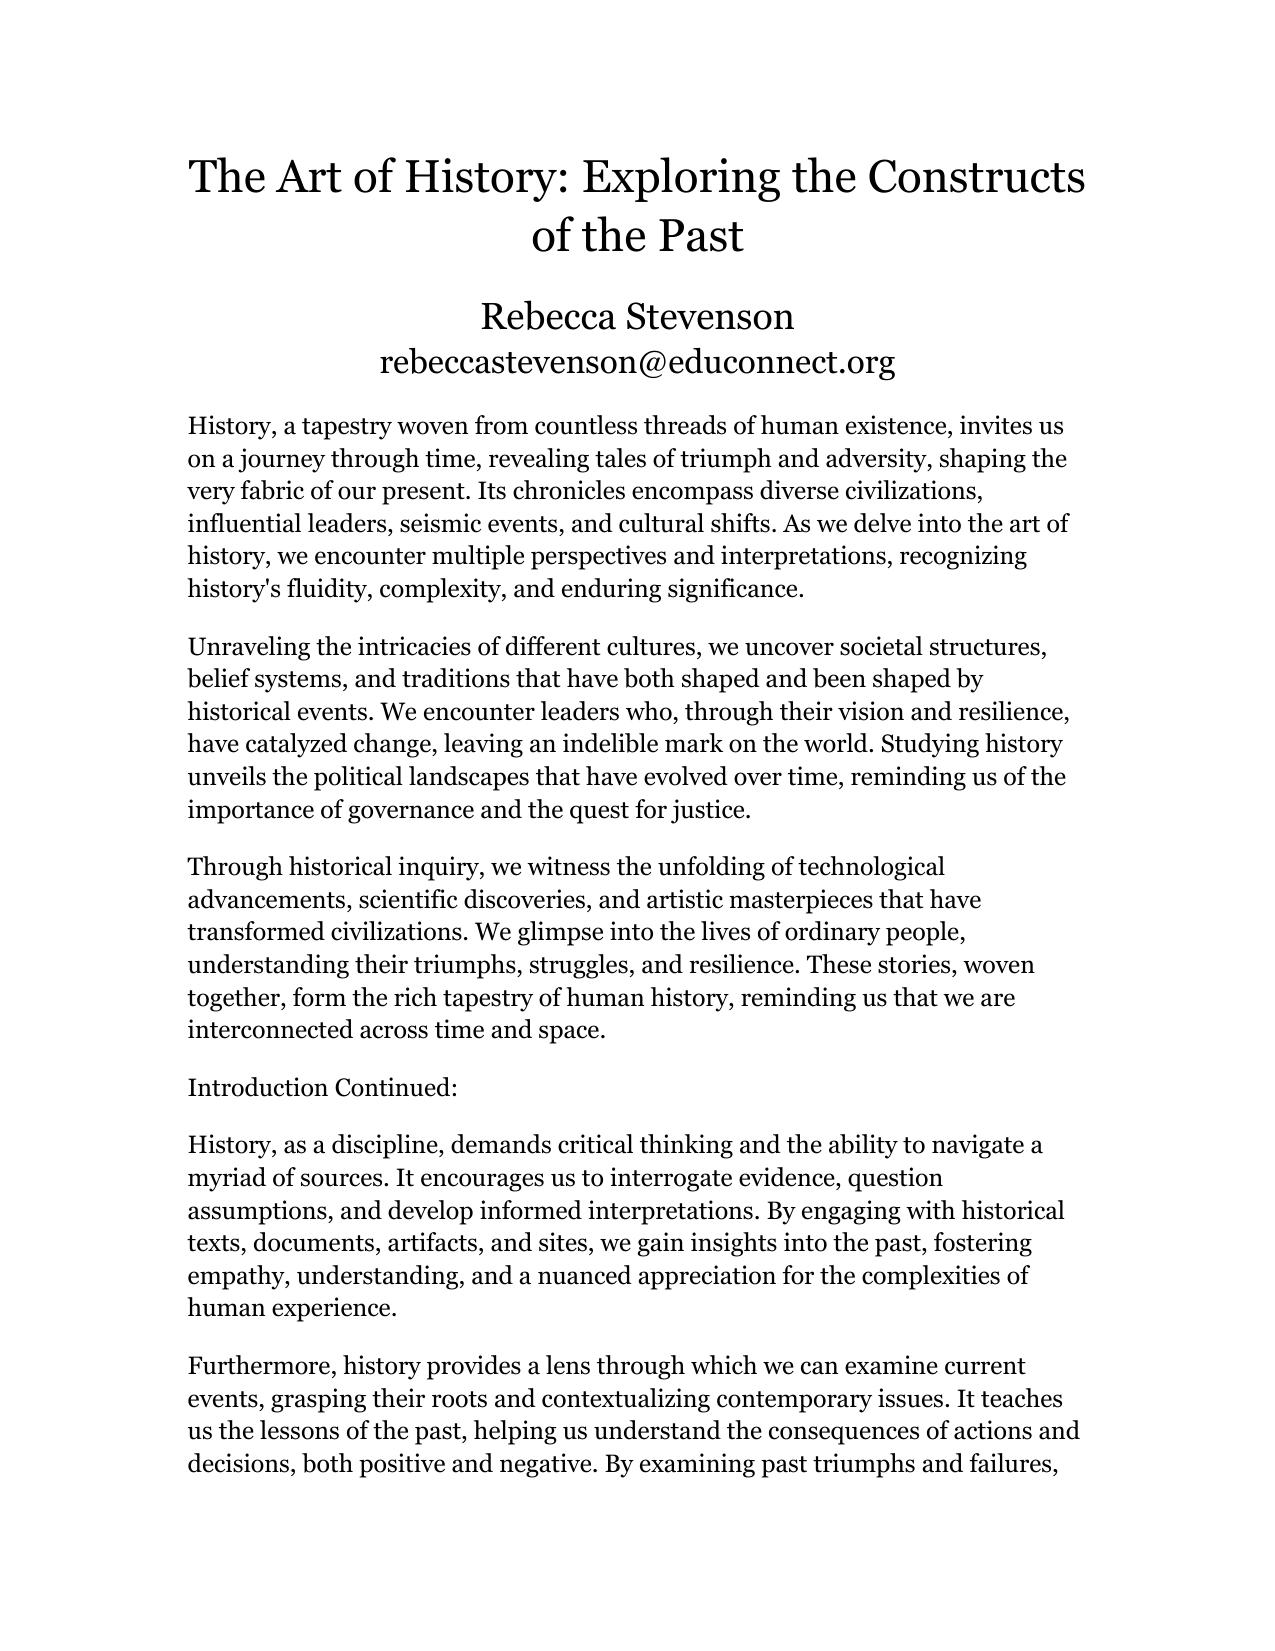 The Art of History: Exploring the Constructs
of the Past
Rebecca Stevenson
rebeccastevenson@educonnect.org
History, a tapestry woven from countless threads of human existence, invites us
on a journey through time, revealing tales of triumph and adversity, shaping the
very fabric of our present. Its chronicles encompass diverse civilizations,
influential leaders, seismic events, and cultural shifts. As we delve into the art of
history, we encounter multiple perspectives and interpretations, recognizing
history's fluidity, complexity, and enduring significance.
Unraveling the intricacies of different cultures, we uncover societal structures,
belief systems, and traditions that have both shaped and been shaped by
historical events. We encounter leaders who, through their vision and resilience,
have catalyzed change, leaving an indelible mark on the world. Studying history
unveils the political landscapes that have evolved over time, reminding us of the
importance of governance and the quest for justice.
Through historical inquiry, we witness the unfolding of technological
advancements, scientific discoveries, and artistic masterpieces that have
transformed civilizations. We glimpse into the lives of ordinary people,
understanding their triumphs, struggles, and resilience. These stories, woven
together, form the rich tapestry of human history, reminding us that we are
interconnected across time and space.
Introduction Continued:
History, as a discipline, demands critical thinking and the ability to navigate a
myriad of sources. It encourages us to interrogate evidence, question
assumptions, and develop informed interpretations. By engaging with historical
texts, documents, artifacts, and sites, we gain insights into the past, fostering
empathy, understanding, and a nuanced appreciation for the complexities of
human experience.
Furthermore, history provides a lens through which we can examine current
events, grasping their roots and contextualizing contemporary issues. It teaches
us the lessons of the past, helping us understand the consequences of actions and
decisions, both positive and negative. By examining past triumphs and failures,